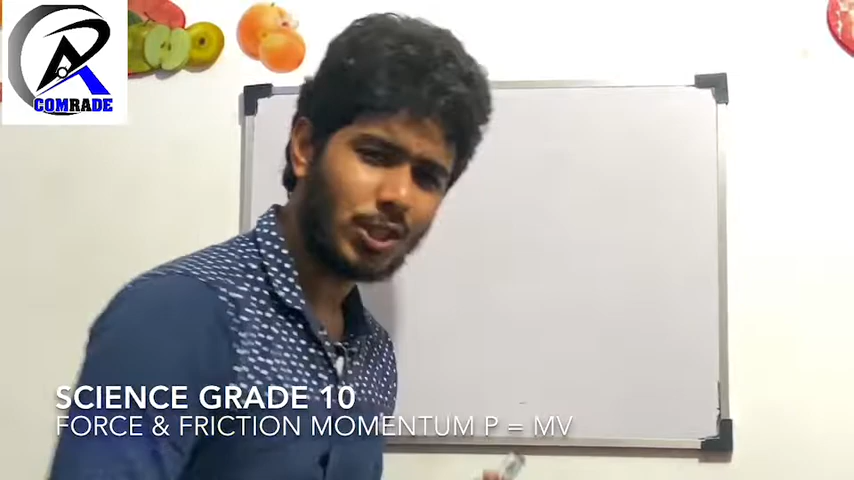 COMRADE
SCIENCE GRADE 10
FORCE & FRICTION MOMENTUM P = MV